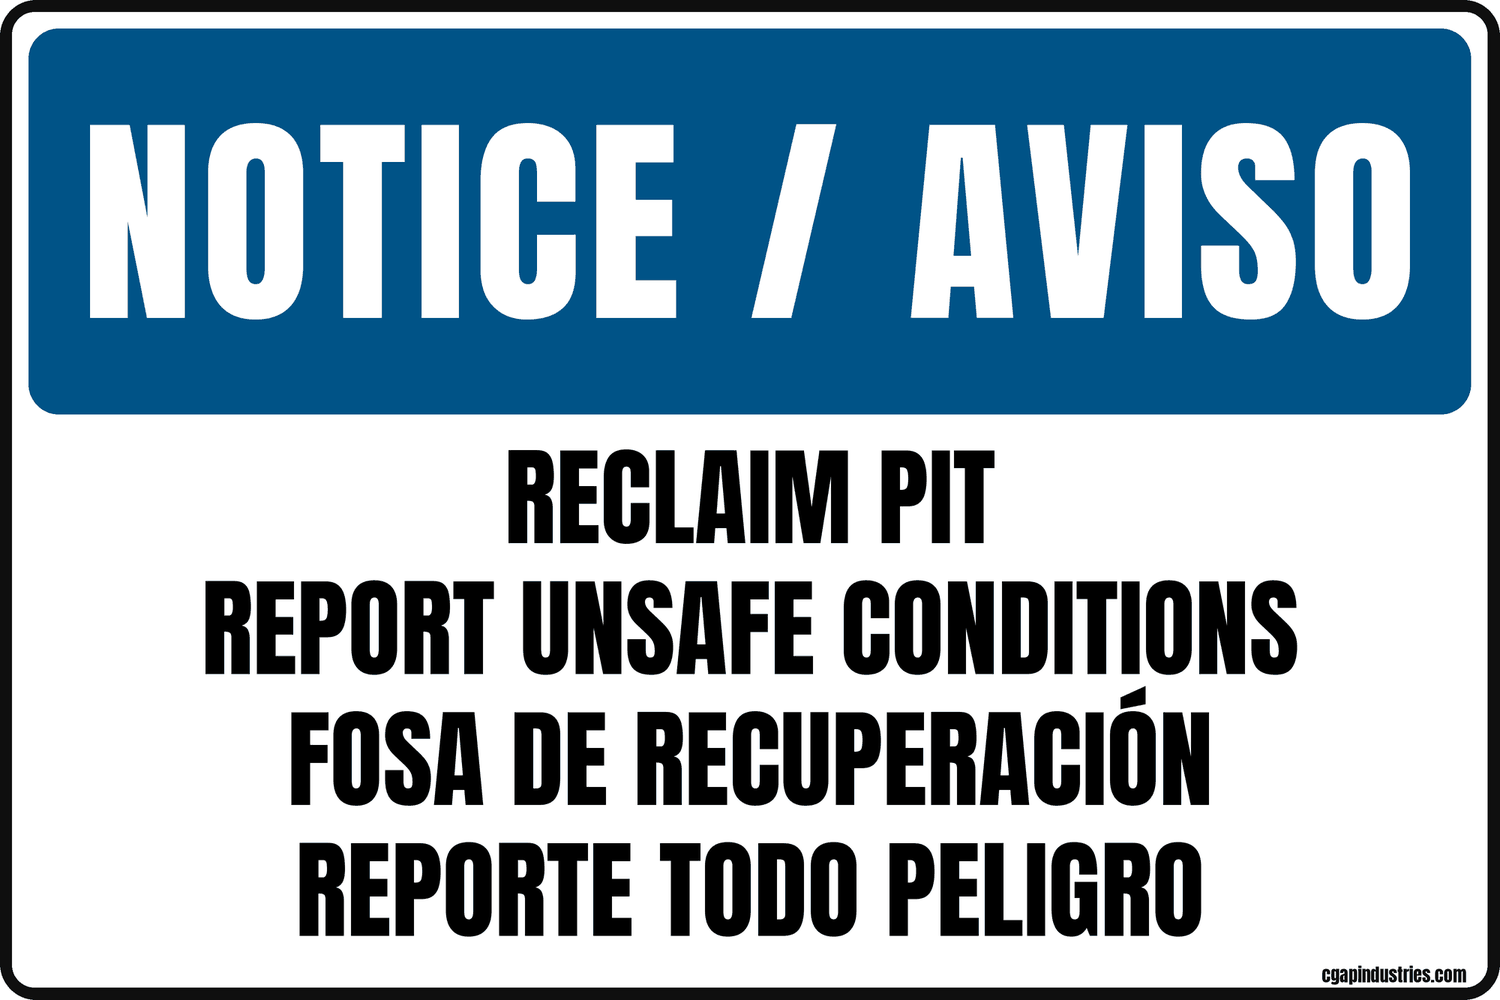 NOTICE / AVISO
RECLAIM PIT
REPORT UNSAFE CONDITIONS
FOSA DE RECUPERACIÓN
REPORTE TODO PELIGRO
cgapindustries.com